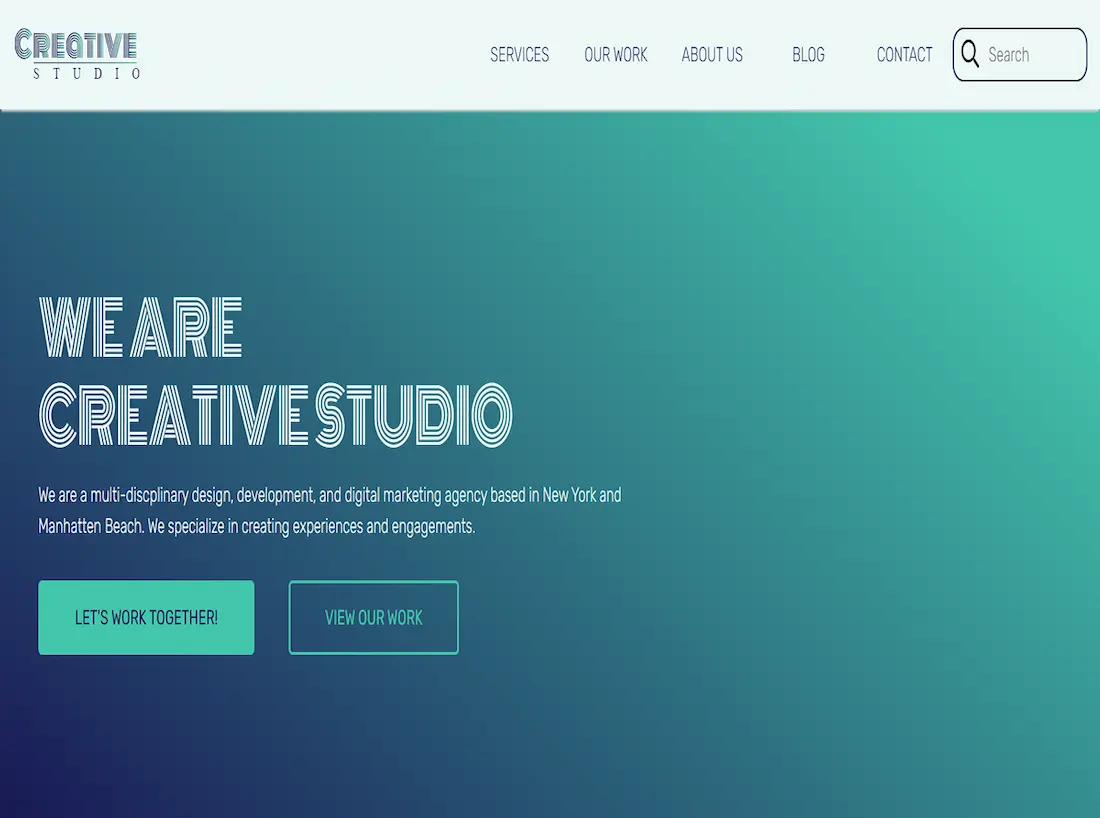 Creative
STUDIO
SERVICES OUR WORK ABOUT US BLOG CONTACT Search
WE ARE
CREATIVE STUDIO
We are a multi-discplinary design, development, and digital marketing agency based in New York and
Manhatten Beach. We specialize in creating experiences and engagements.
LET'S WORK TOGETHER! VIEW OUR WORK